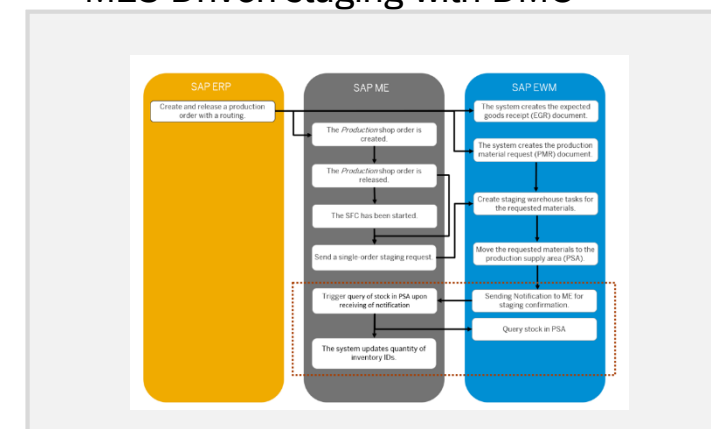 MES Driven staging with DMC
SAP ERP
Create and release a production
order with a routing.
SAP ME
The Production shop order is
created.
The Production shop order is
released.
The SFC has been started.
Send a single-order staging request.
Trigger query of stock in PSA upon
receiving of notification
The system updates quantity of
inventory IDs.
SAP EWM
The system creates the expected
goods receipt (EGR) document.
The system creates the production
material request (PMR) document.
Create staging warehouse tasks for
the requested materials.
Move the requested materials to the
production supply area (PSA)
Sending Notification to ME for
staging confirmation.
Query stock in PSA